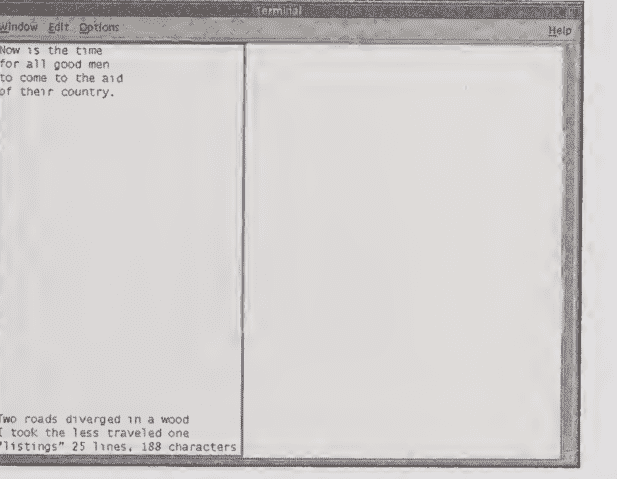 Terminal
Window Edit Options Help
Now is the time
for all good men
to come to the aid
of their country.
Two roads diverged in a wood
I took the less traveled one
"listings" 25 lines, 188 characters